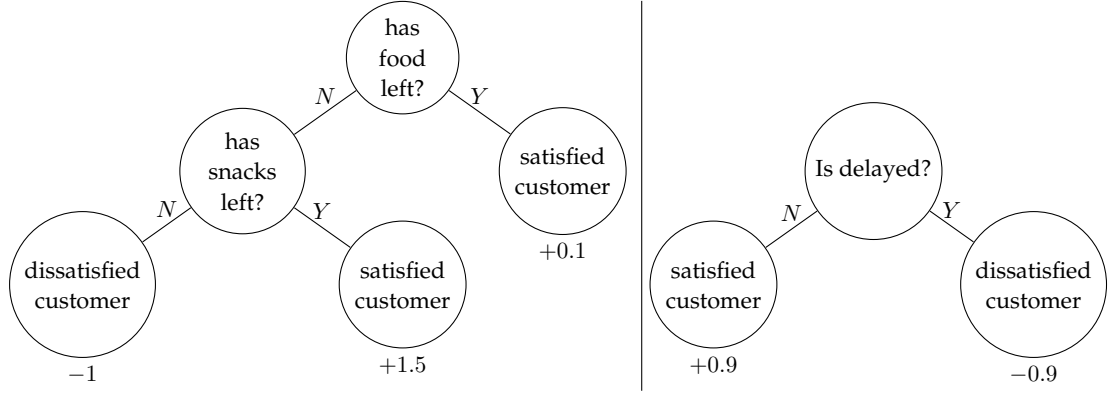 has
food
left?
N
Y
has
snacks
left?
satisfied
customer
+0.1
N
Y
dissatisfied
customer
−1
satisfied
customer
+1.5
Is delayed?
N
Y
satisfied
customer
+0.9
dissatisfied
customer
−0.9